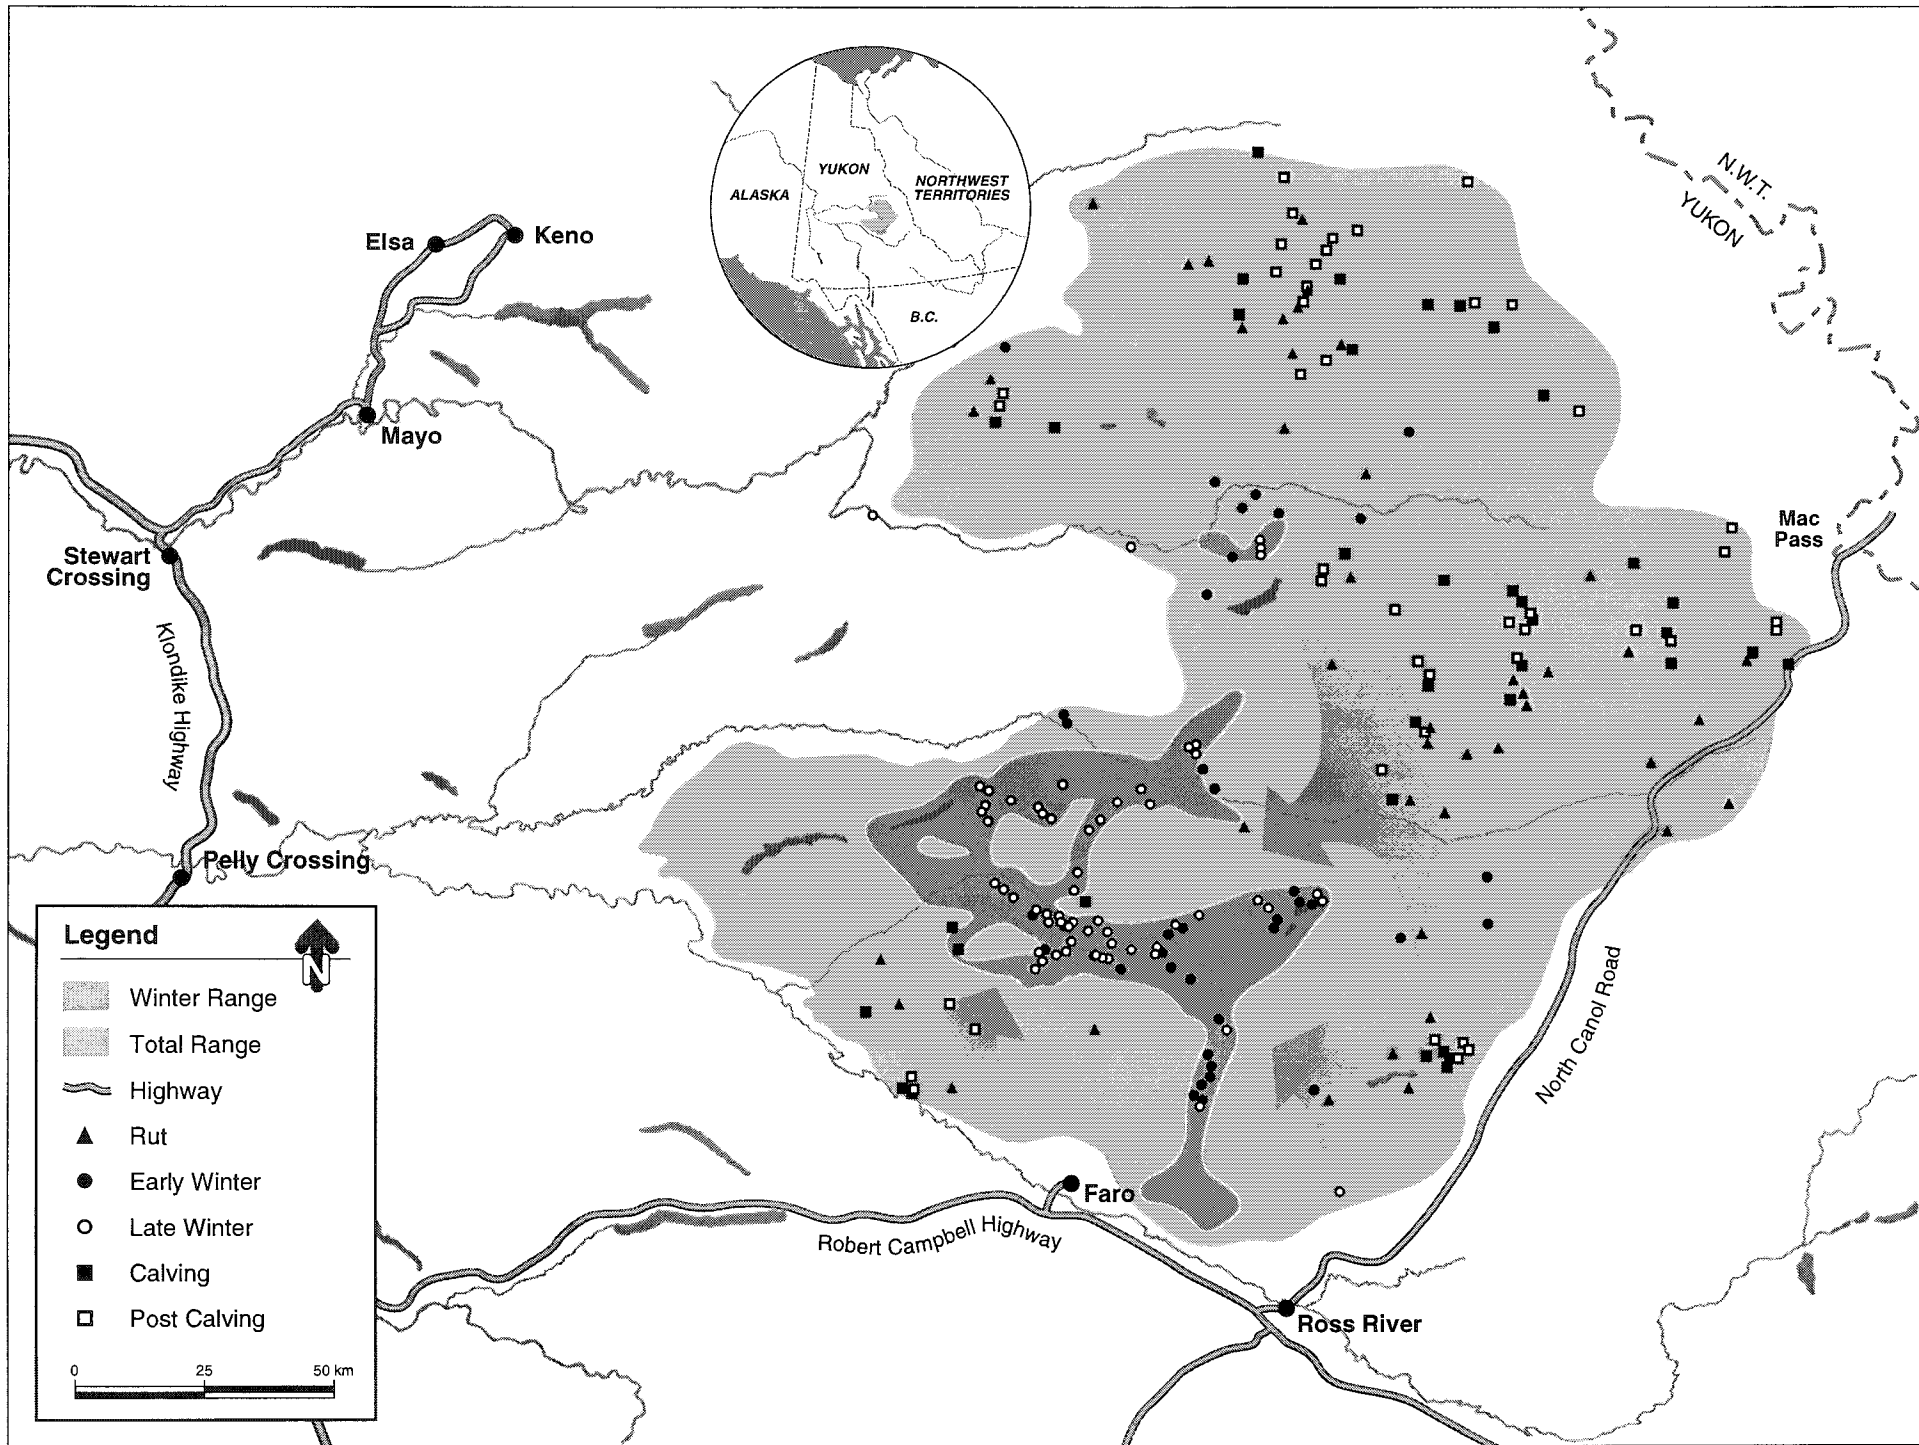 N.W.T.
YUKON
YUKON
ALASKA
NORTHWEST
TERRITORIES
B.C.
Elsa
Keno
Mayo
Stewart
Crossing
Mac
Pass
Klondike Highway
Pelly Crossing
North Canol Road
Faro
Robert Campbell Highway
Ross River
Legend
N
Winter Range
Total Range
Highway
Rut
Early Winter
Late Winter
Calving
Post Calving
0 25 50 km